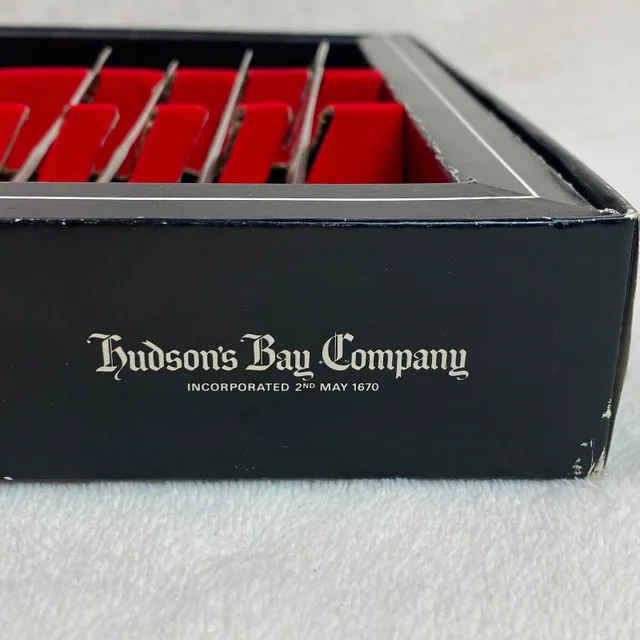 Hudson's Bay Company
INCORPORATED 2ND MAY 1670